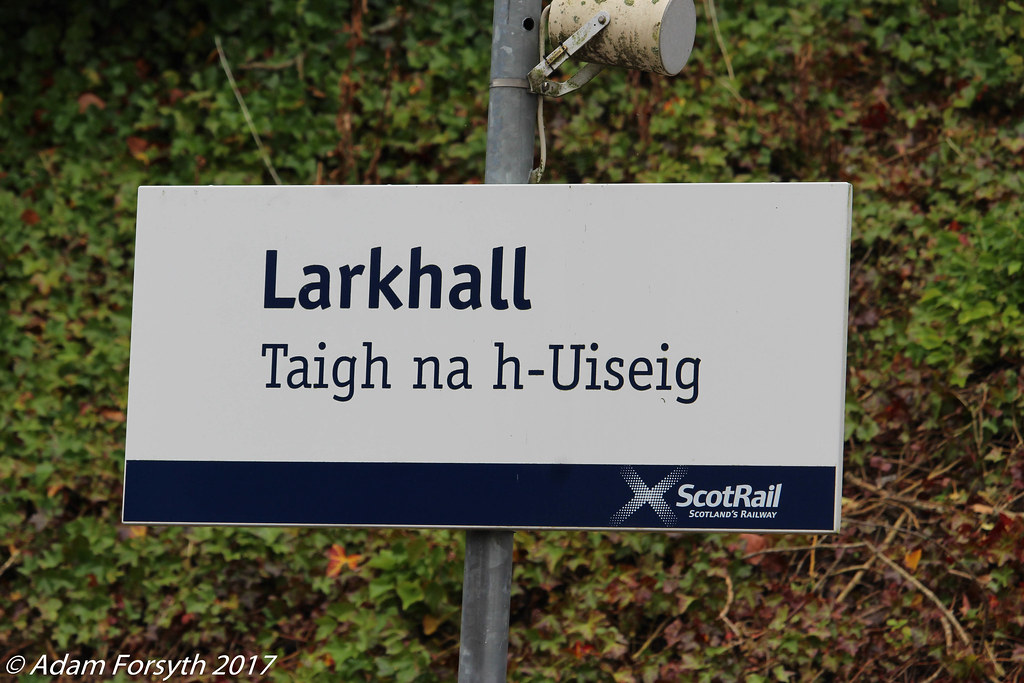 Larkhall
Taigh na h-Uiseig
ScotRail
SCOTLAND'S RAILWAY
© Adam Forsyth 2017